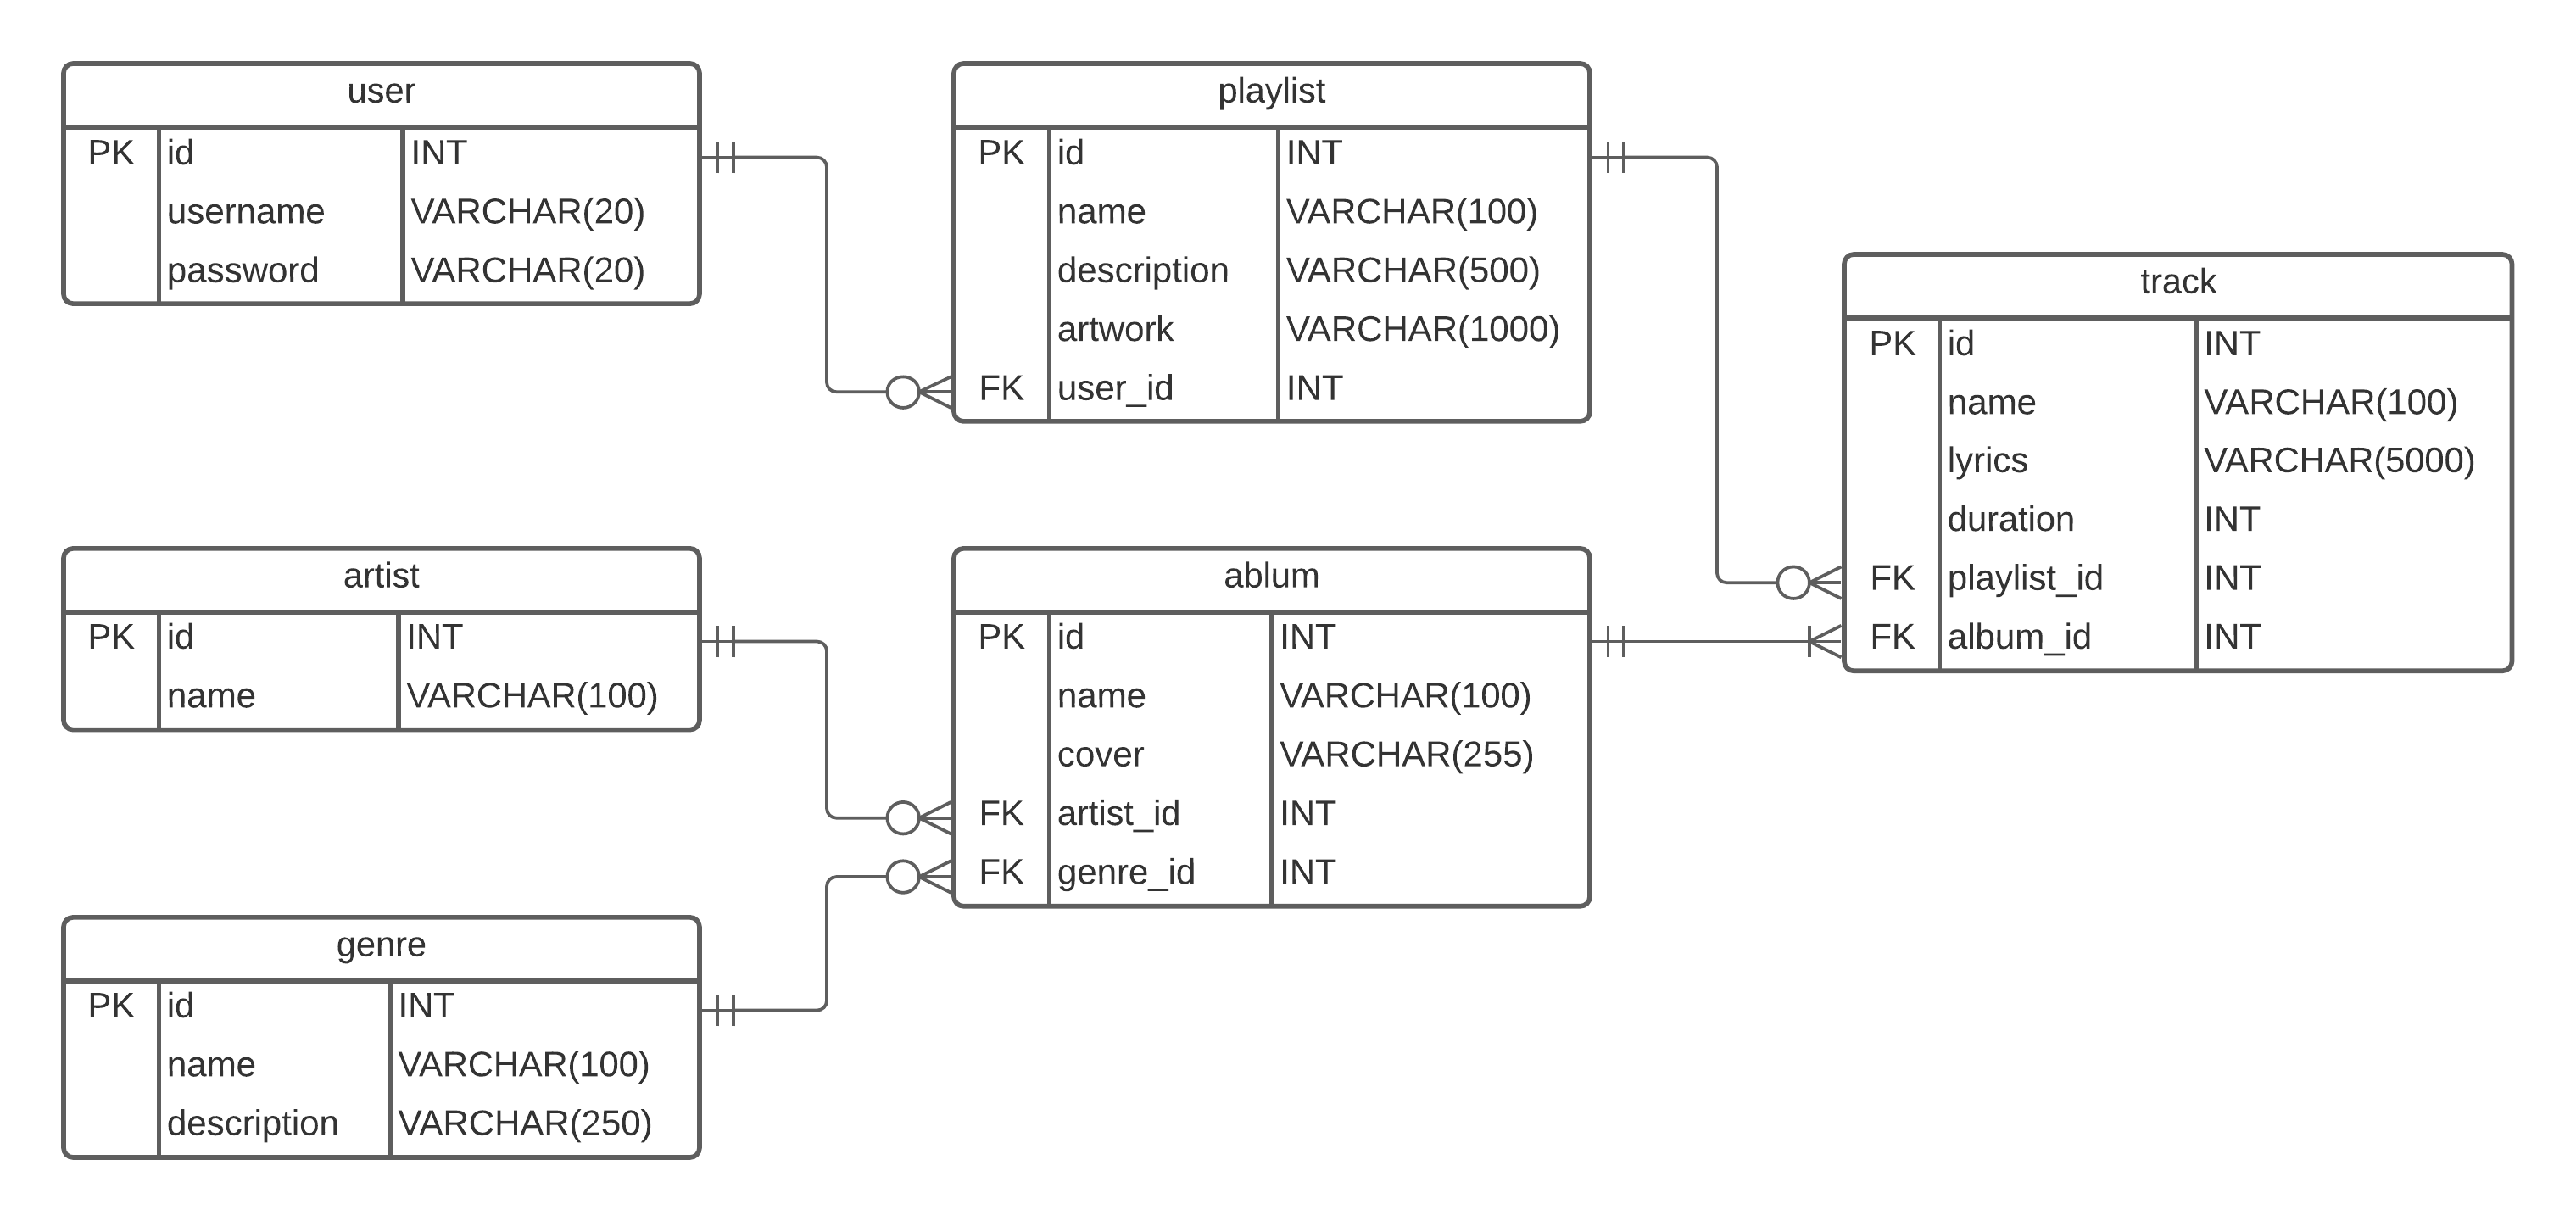 user
PK id INT
username VARCHAR(20)
password VARCHAR(20)
playlist
PK id INT
name VARCHAR(100)
description VARCHAR(500)
artwork VARCHAR(1000)
FK user_id INT
track
PK id INT
name VARCHAR(100)
lyrics VARCHAR(5000)
duration INT
FK playlist_id INT
FK album_id INT
artist
PK id INT
name VARCHAR(100)
ablum
PK id INT
name VARCHAR(100)
cover VARCHAR(255)
FK artist_id INT
FK genre_id INT
genre
PK id INT
name VARCHAR(100)
description VARCHAR(250)